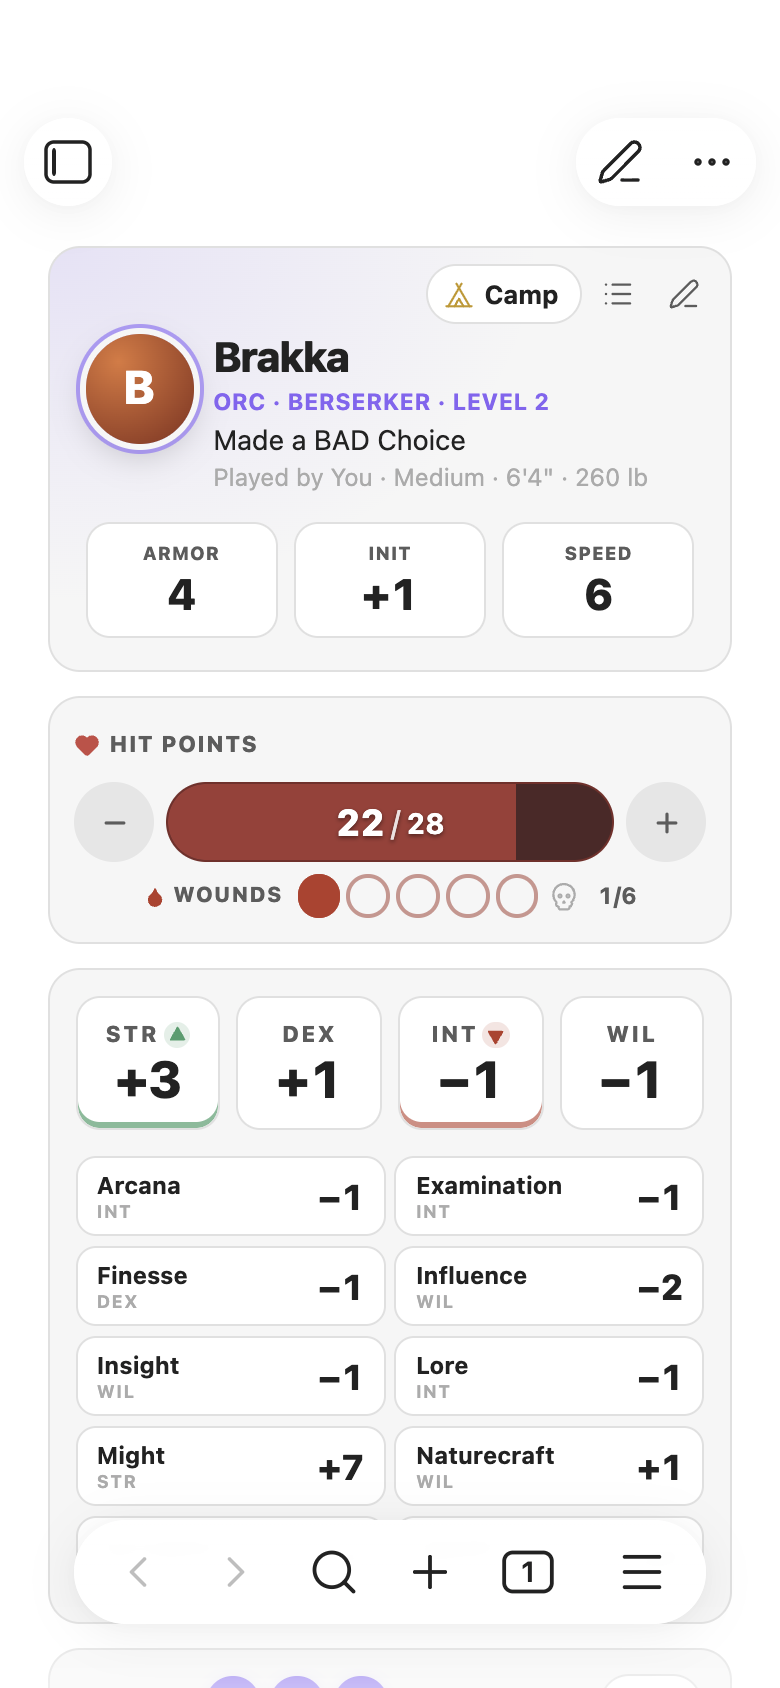 Camp
B
Brakka
ORC · BERSERKER · LEVEL 2
Made a BAD Choice
Played by You · Medium · 6'4" · 260 lb
ARMOR
4
INIT
+1
SPEED
6
HIT POINTS
−
22/28
+
WOUNDS
1/6
STR
+3
DEX
+1
INT
−1
WIL
−1
Arcana
INT
−1
Examination
INT
−1
Finesse
DEX
−1
Influence
WIL
−2
Insight
WIL
−1
Lore
INT
−1
Might
STR
+7
Naturecraft
WIL
+1
1